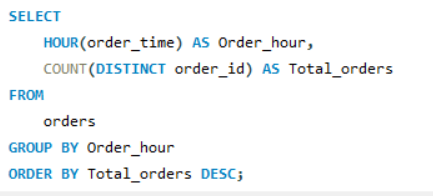 SELECT
HOUR(order_time) AS Order_hour,
COUNT(DISTINCT order_id) AS Total_orders
FROM
orders
GROUP BY Order_hour
ORDER BY Total_orders DESC;